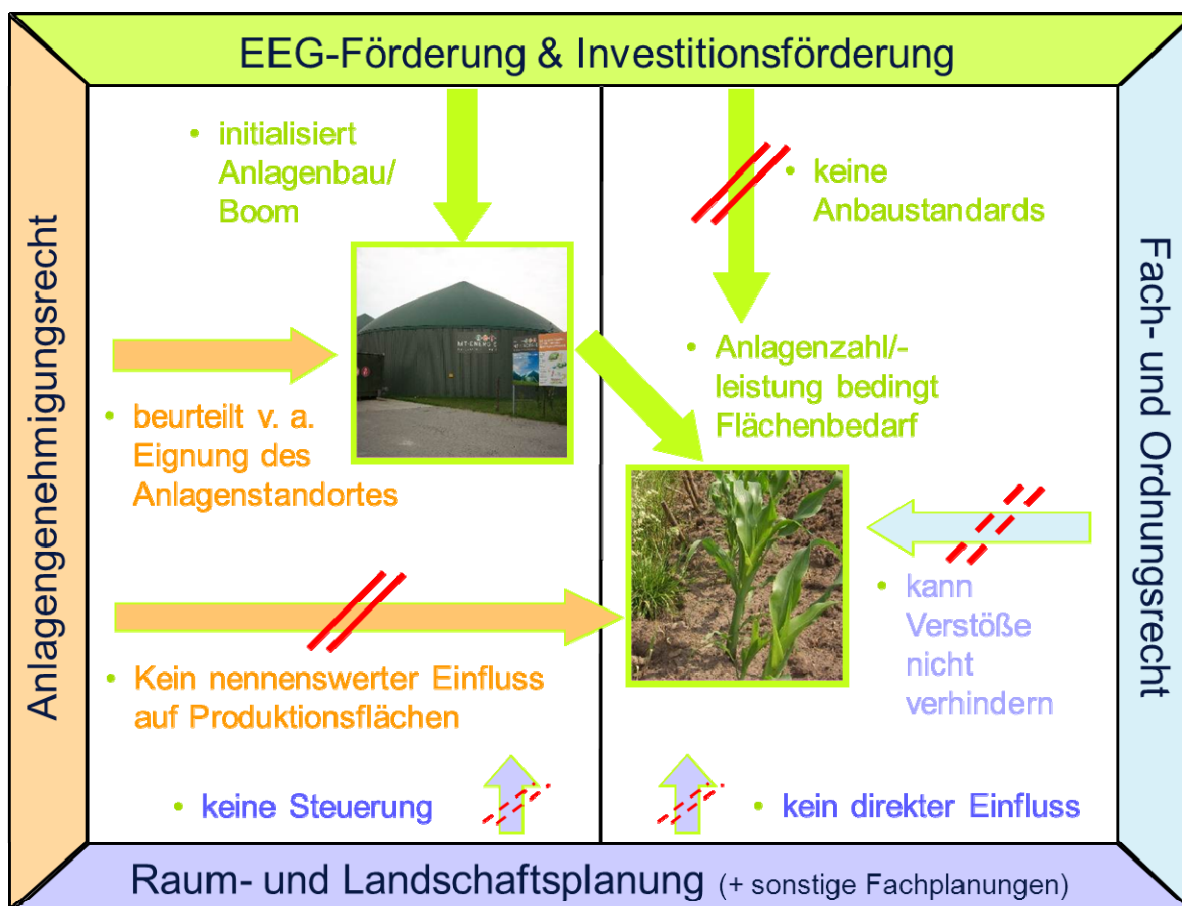 EEG-Förderung & Investitionsförderung
Anlagengenehmigungsrecht
• initialisiert
Anlagenbau/
Boom
• keine
Anbaustandards
• beurteilt v. a.
Eignung des
Anlagenstandortes
• Anlagenzahl/-
leistung bedingt
Flächenbedarf
• Kein nennenswerter Einfluss
auf Produktionsflächen
• kann
Verstöße
nicht
verhindern
• keine Steuerung
• kein direkter Einfluss
Fach- und Ordnungsrecht
Raum- und Landschaftsplanung (+ sonstige Fachplanungen)